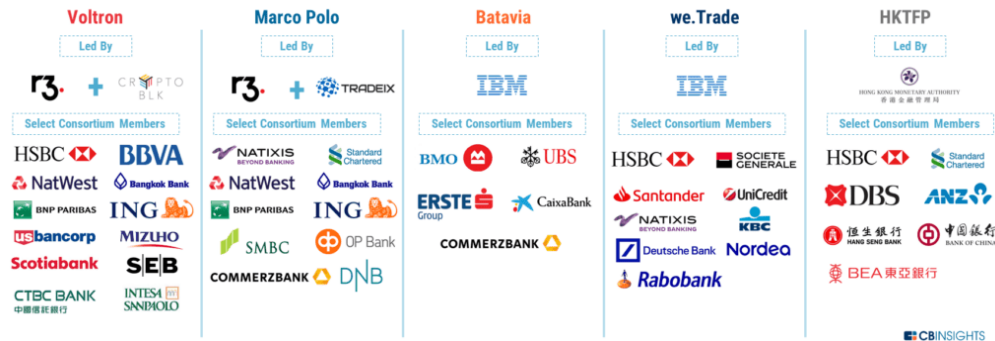 Voltron
Led By
r3.
+
CRYPTO
BLK
Select Consortium Members
HSBC
BBVA
NatWest
Bangkok Bank
BNP PARIBAS
ING
usbancorp
MIZUHO
Scotiabank
SEB
CTBC BANK
中國信託銀行
INTESA
SANPAOLO
Marco Polo
Led By
r3.
+
TRADEIX
Select Consortium Members
NATIXIS
BEYOND BANKING
Standard
Chartered
NatWest
Bangkok Bank
BNP PARIBAS
ING
SMBC
OP Bank
COMMERZBANK
DNB
Batavia
Led By
IBM
Select Consortium Members
BMO
UBS
ERSTE
Group
CaixaBank
COMMERZBANK
we.Trade
Led By
IBM
Select Consortium Members
HSBC
SOCIETE
GENERALE
Santander
UniCredit
NATIXIS
BEYOND BANKING
KBC
Deutsche Bank
Nordea
Rabobank
HKTFP
Led By
HONG KONG MONETARY AUTHORITY
香港金融管理局
Select Consortium Members
HSBC
Standard
Chartered
DBS
ANZ
恒生銀行
HANG SENG BANK
中国银行
BANK OF CHINA
BEA東亞銀行
CBINSIGHTS